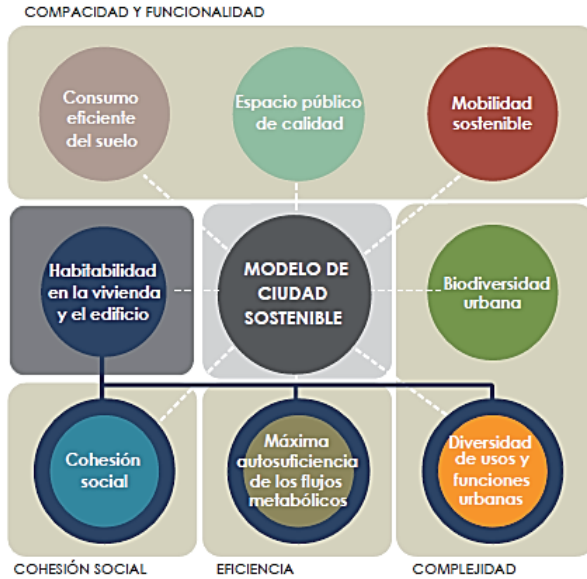 COMPACIDAD Y FUNCIONALIDAD
Consumo
eficiente
del suelo
Espacio público
de calidad
Mobilidad
sostenible
Habitabilidad
en la vivienda
y el edificio
MODELO DE
CIUDAD
SOSTENIBLE
Biodiversidad
urbana
Cohesión
social
Máxima
autosuficiencia
de los flujos
metabólicos
Diversidad
de usos y
funciones
urbanas
COHESIÓN SOCIAL
EFICIENCIA
COMPLEJIDAD